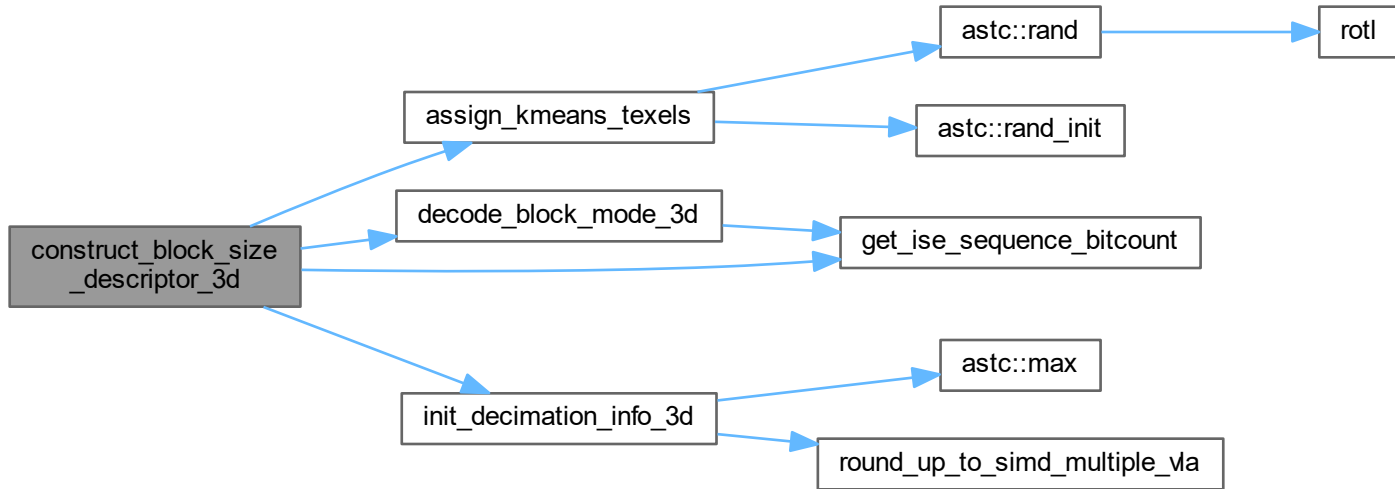 astc::rand
rotl
assign_kmeans_texels
astc::rand_init
decode_block_mode_3d
construct_block_size
_descriptor_3d
get_ise_sequence_bitcount
astc::max
init_decimation_info_3d
round_up_to_simd_multiple_vla